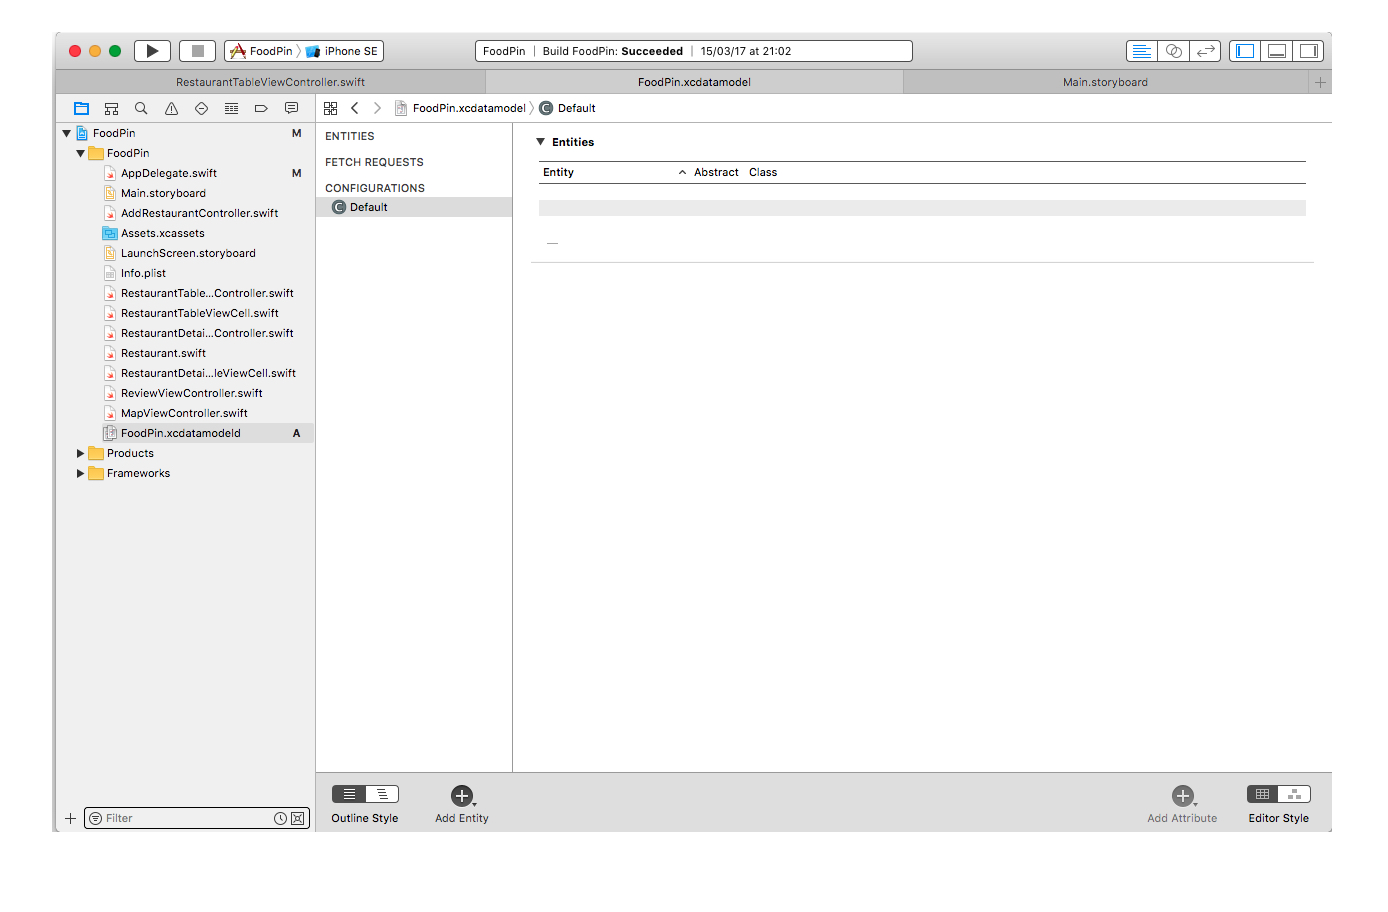 FoodPin iPhone SE
FoodPin | Build FoodPin: Succeeded | 15/03/17 at 21:02
RestaurantTableViewController.swift
FoodPin.xcdatamodel
Main.storyboard
FoodPin.xcdatamodel Default
FoodPin M
FoodPin
AppDelegate.swift M
Main.storyboard
AddRestaurantController.swift
Assets.xcassets
LaunchScreen.storyboard
Info.plist
RestaurantTable...Controller.swift
RestaurantTableViewCell.swift
RestaurantDetai...Controller.swift
Restaurant.swift
RestaurantDetai...leViewCell.swift
ReviewViewController.swift
MapViewController.swift
FoodPin.xcdatamodeld A
Products
Frameworks
Filter
ENTITIES
FETCH REQUESTS
CONFIGURATIONS
C Default
Entities
Entity Abstract Class
Outline Style
Add Entity
Add Attribute
Editor Style